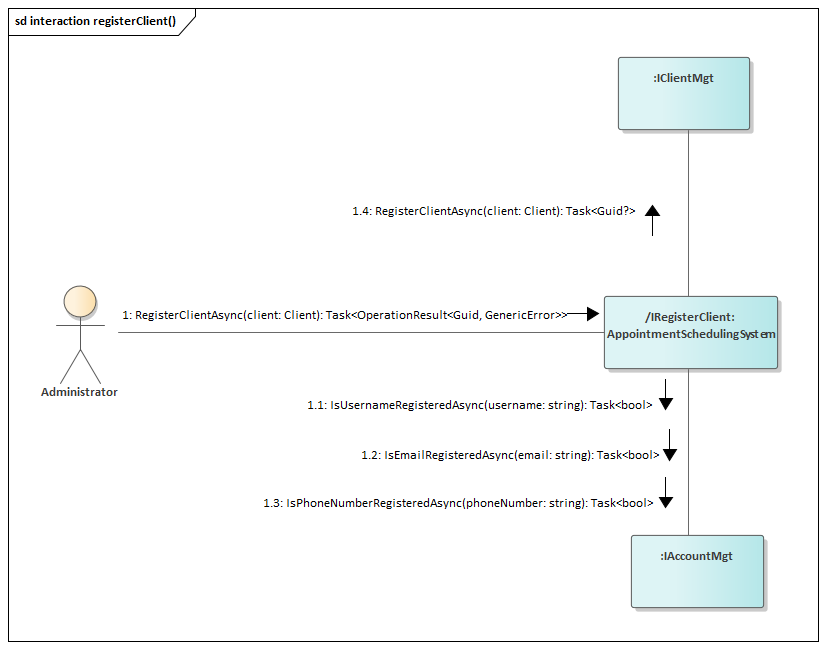 sd interaction registerClient()
:IClientMgt
1.4: RegisterClientAsync(client: Client): Task<Guid?>
1: RegisterClientAsync(client: Client): Task<OperationResult<Guid, GenericError>>
/IRegisterClient:
AppointmentSchedulingSystem
Administrator
1.1: IsUsernameRegisteredAsync(username: string): Task<bool>
1.2: IsEmailRegisteredAsync(email: string): Task<bool>
1.3: IsPhoneNumberRegisteredAsync(phoneNumber: string): Task<bool>
:IAccountMgt